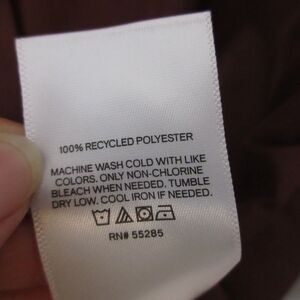 100% RECYCLED POLYESTER
MACHINE WASH COLD WITH LIKE
COLORS. ONLY NON-CHLORINE
BLEACH WHEN NEEDED. TUMBLE
DRY LOW. COOL IRON IF NEEDED.
RN# 55285